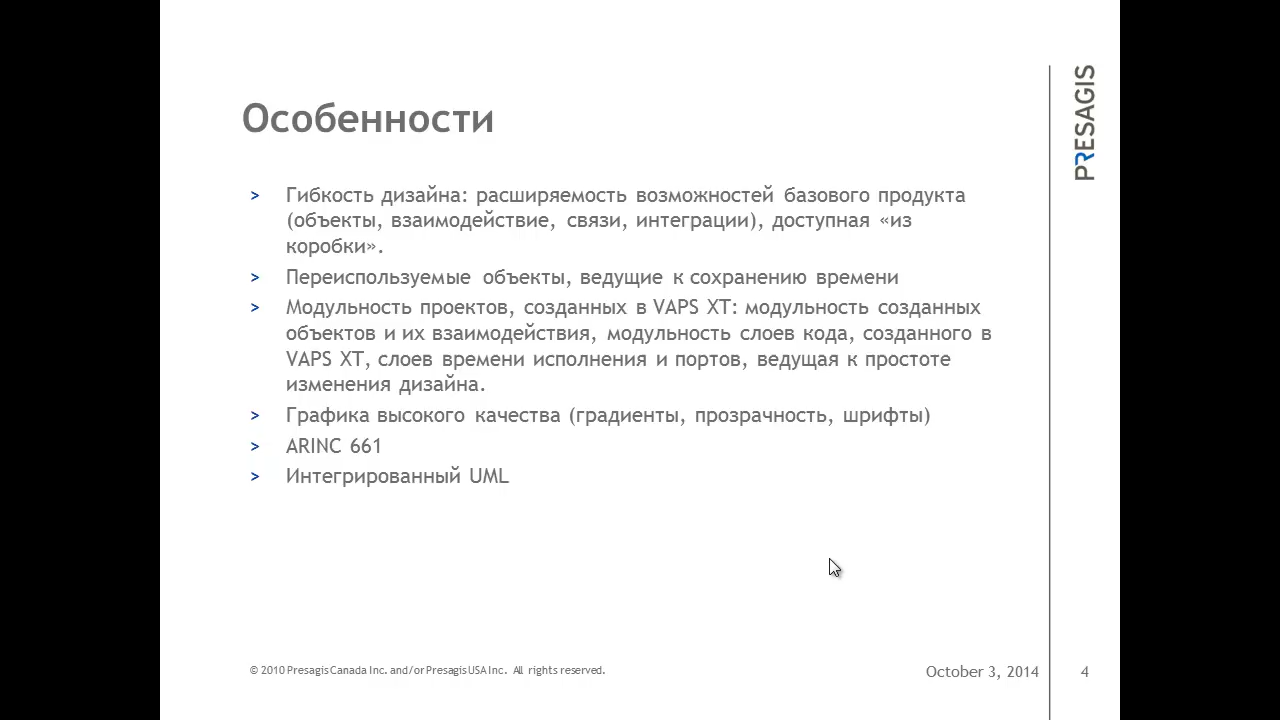 PRESAGIS
Особенности
> Гибкость дизайна: расширяемость возможностей базового продукта
(объекты, взаимодействие, связи, интеграции), доступная «из
коробки».
> Переиспользуемые объекты, ведущие к сохранению времени
> Модульность проектов, созданных в VAPS XT: модульность созданных
объектов и их взаимодействия, модульность слоев кода, созданного в
VAPS XT, слоев времени исполнения и портов, ведущая к простоте
изменения дизайна.
> Графика высокого качества (градиенты, прозрачность, шрифты)
> ARINC 661
> Интегрированный UML
© 2010 Presagis Canada Inc. and/or Presagis USA Inc. All rights reserved.
October 3, 2014
4